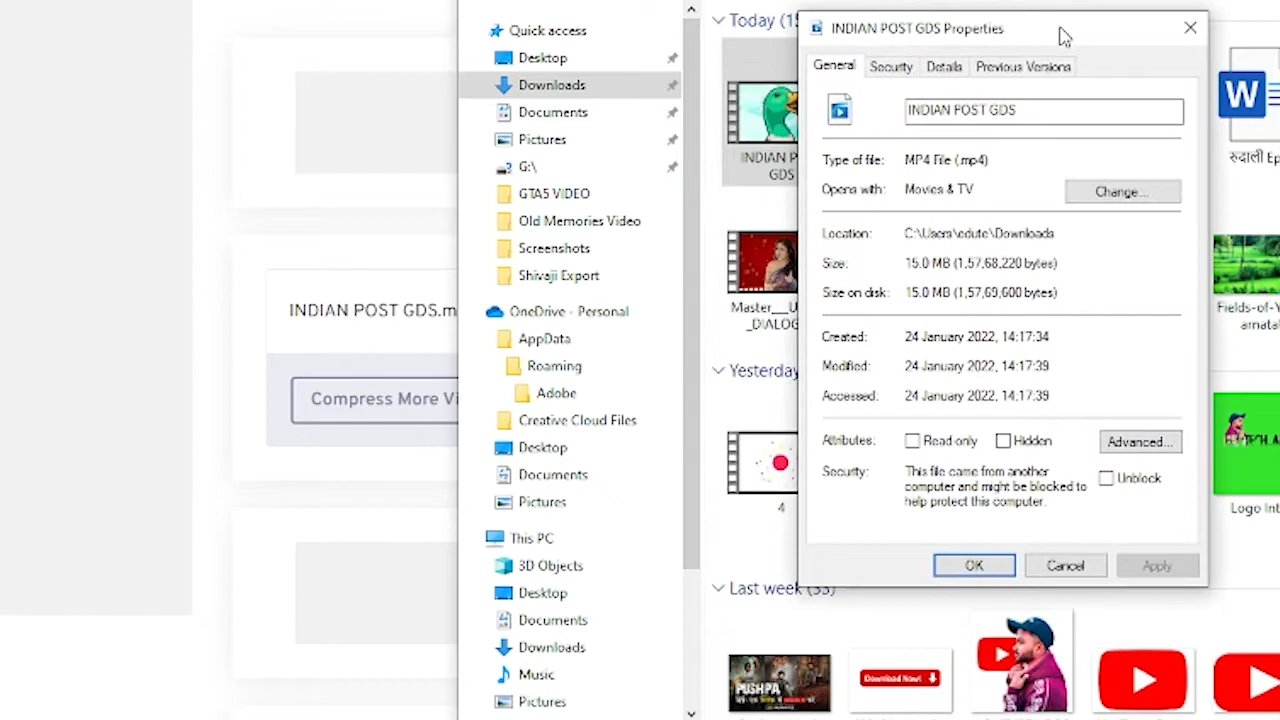 INDIAN POST GDS.m
Compress More Vi
Quick access
Desktop
Downloads
Documents
Pictures
G:\
GTA5 VIDEO
Old Memories Video
Screenshots
Shivaji Export
OneDrive - Personal
AppData
Roaming
Adobe
Creative Cloud Files
Desktop
Documents
Pictures
This PC
3D Objects
Desktop
Documents
Downloads
Music
Pictures
Today (15
INDIAN P
GDS
Master__U
_DIALOG
Yesterday
4
Last week (33)
PUSHPA
Download Now!
INDIAN POST GDS Properties
General Security Details Previous Versions
INDIAN POST GDS
Type of file: MP4 File (.mp4)
Opens with: Movies & TV Change...
Location: C:\Users\edute\Downloads
Size: 15.0 MB (1,57,68,220 bytes)
Size on disk: 15.0 MB (1,57,69,600 bytes)
Created: 24 January 2022, 14:17:34
Modified: 24 January 2022, 14:17:39
Accessed: 24 January 2022, 14:17:39
Attributes: Read-only Hidden Advanced...
Security: This file came from another
computer and might be blocked to
help protect this computer.
Unblock
OK Cancel Apply
W
रुदाली Ep
Fields-of-Y
amatal
TECH.A
Logo Int